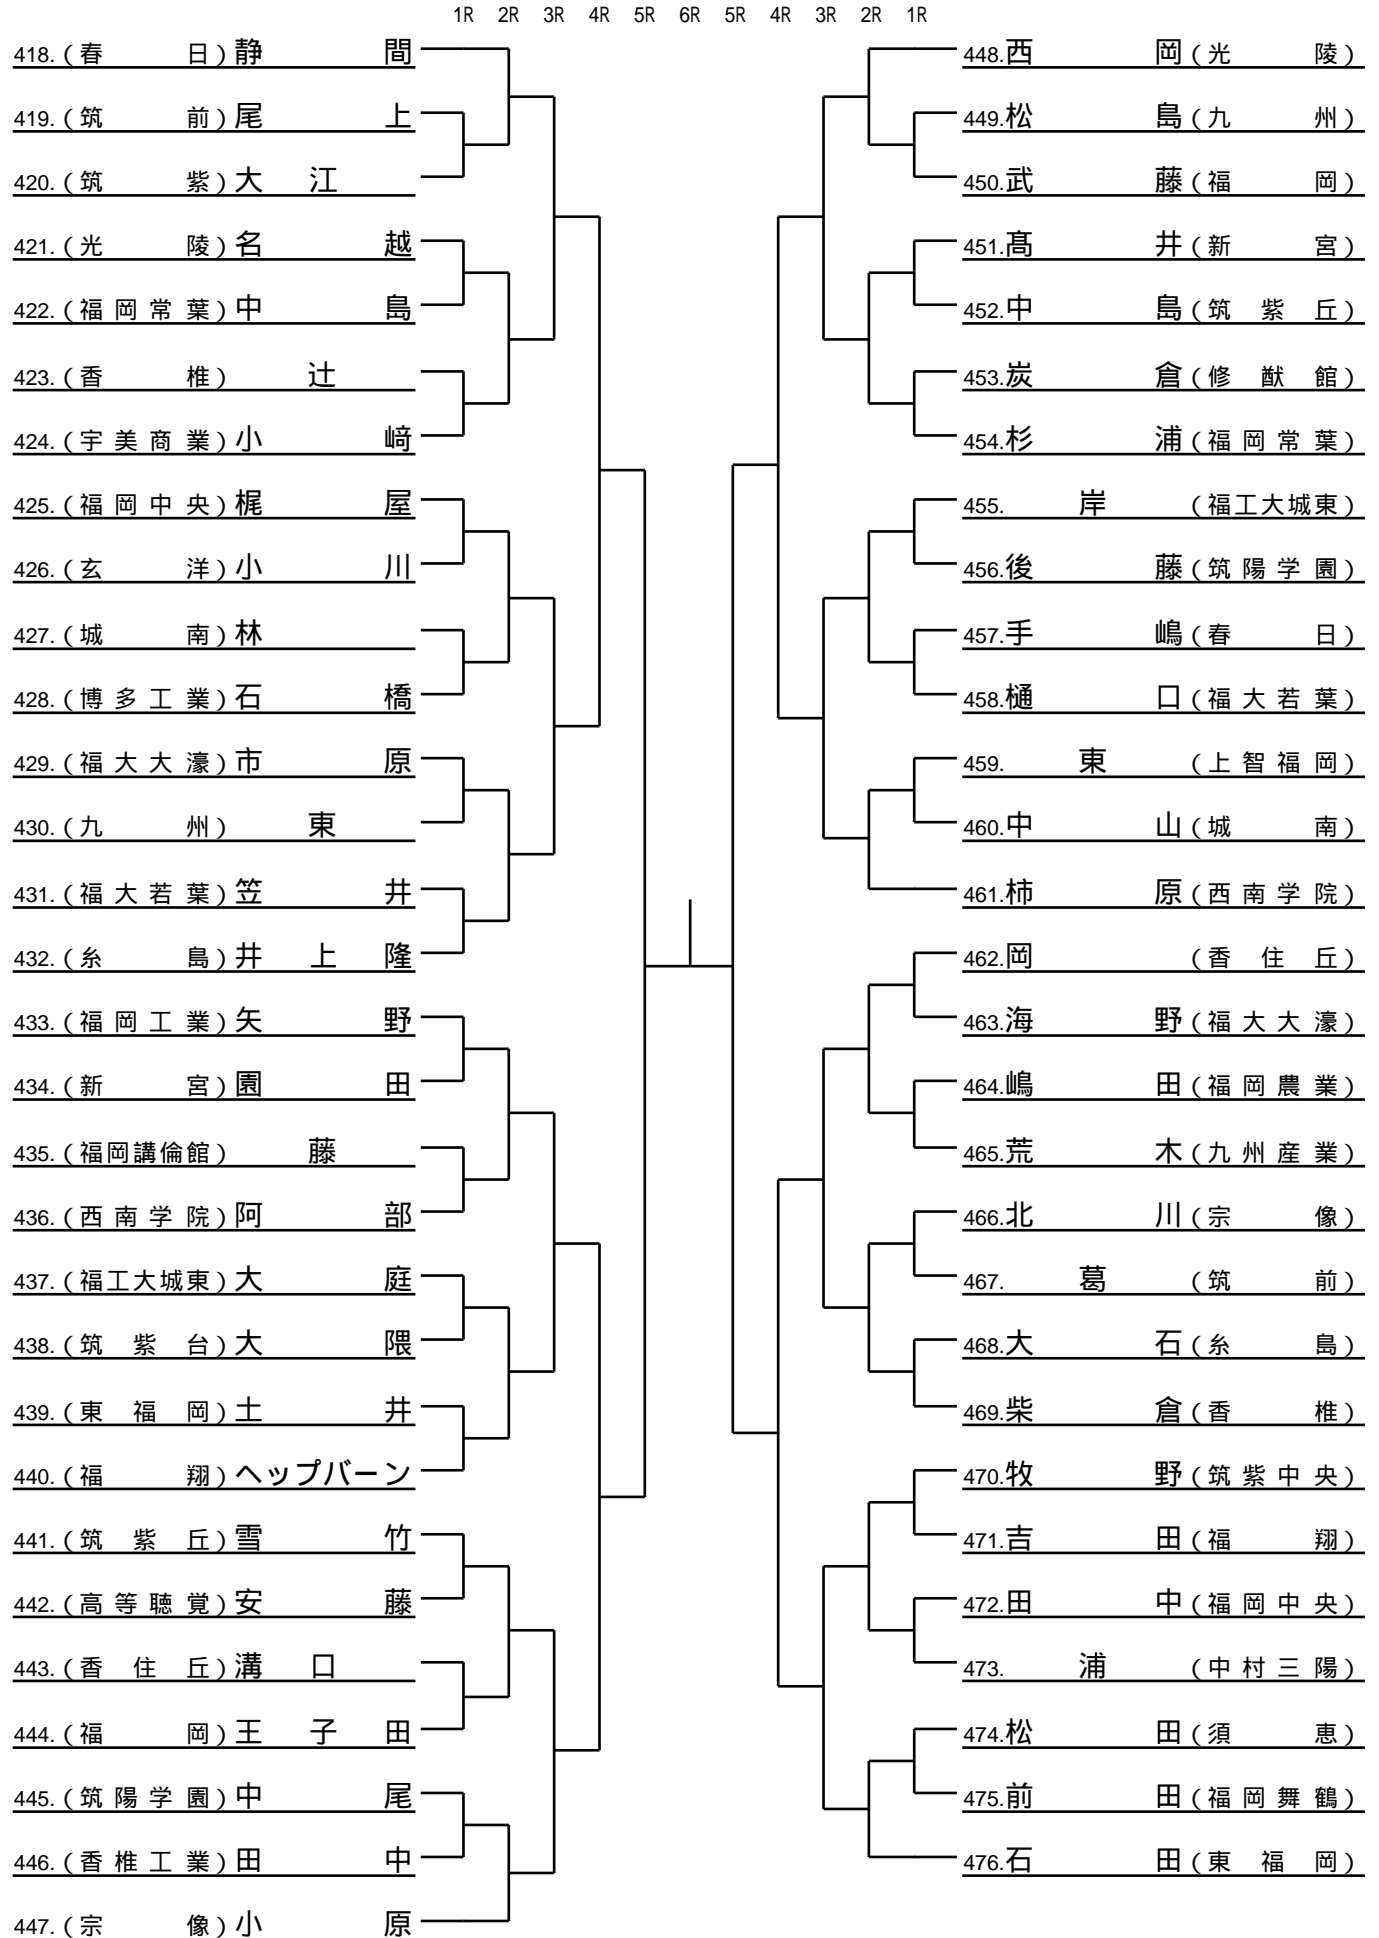 1R 2R 3R 4R 5R 6R 5R 4R 3R 2R 1R
418.(春日)静間
419.(筑前)尾上
420.(筑紫)大江
421.(光陵)名越
422.(福岡常葉)中島
423.(香椎)辻
424.(宇美商業)小﨑
425.(福岡中央)梶屋
426.(玄洋)小川
427.(城南)林
428.(博多工業)石橋
429.(福大大濠)市原
430.(九州)東
431.(福大若葉)笠井
432.(糸島)井上隆
433.(福岡工業)矢野
434.(新宮)園田
435.(福岡講倫館)藤
436.(西南学院)阿部
437.(福工大城東)大庭
438.(筑紫台)大隈
439.(東福岡)土井
440.(福翔)ヘップバーン
441.(筑紫丘)雪竹
442.(高等聴覚)安藤
443.(香住丘)溝口
444.(福岡)王子田
445.(筑陽学園)中尾
446.(香椎工業)田中
447.(宗像)小原
448.西岡(光陵)
449.松島(九州)
450.武藤(福岡)
451.髙井(新宮)
452.中島(筑紫丘)
453.炭倉(修猷館)
454.杉浦(福岡常葉)
455.岸(福工大城東)
456.後藤(筑陽学園)
457.手嶋(春日)
458.樋口(福大若葉)
459.東(上智福岡)
460.中山(城南)
461.柿原(西南学院)
462.岡(香住丘)
463.海野(福大大濠)
464.嶋田(福岡農業)
465.荒木(九州産業)
466.北川(宗像)
467.葛(筑前)
468.大石(糸島)
469.柴倉(香椎)
470.牧野(筑紫中央)
471.吉田(福翔)
472.田中(福岡中央)
473.浦(中村三陽)
474.松田(須恵)
475.前田(福岡舞鶴)
476.石田(東福岡)